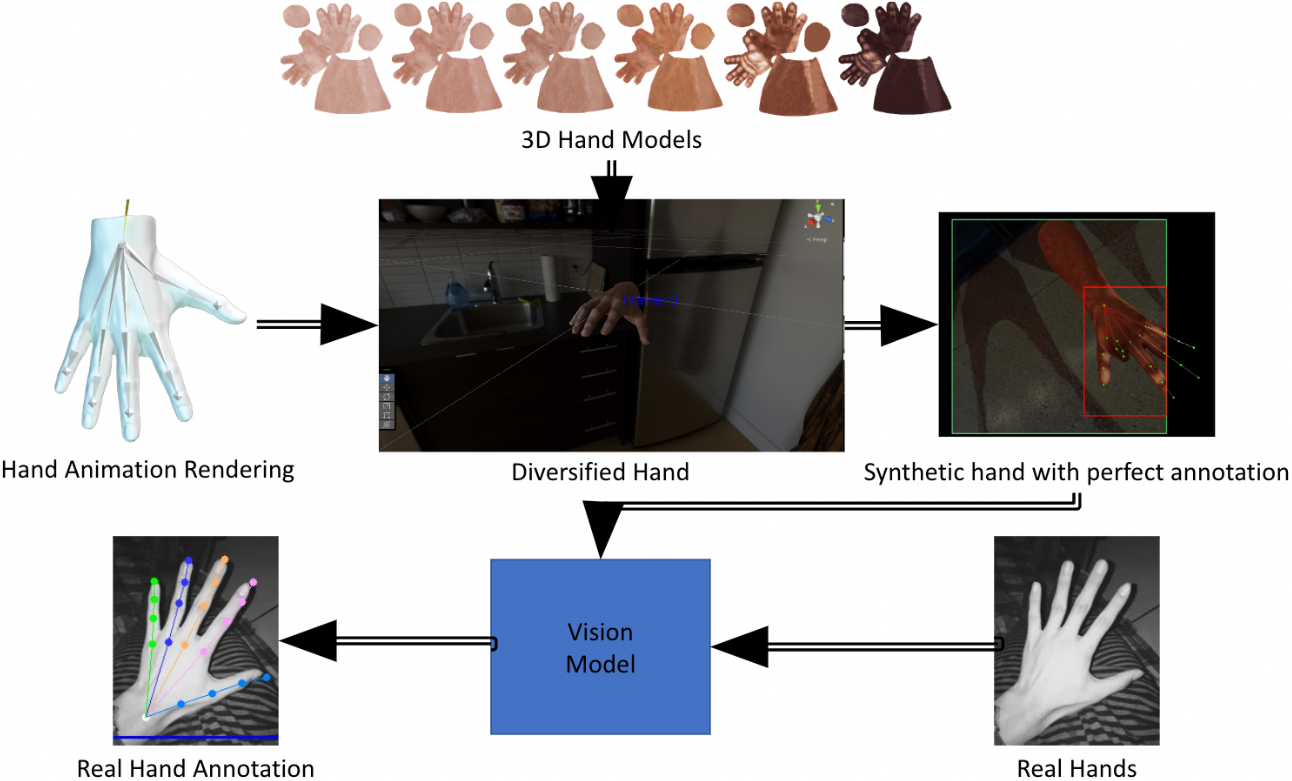 3D Hand Models
< Persp
Hand Animation Rendering
Diversified Hand
Synthetic hand with perfect annotation
Vision
Model
Real Hand Annotation
Real Hands